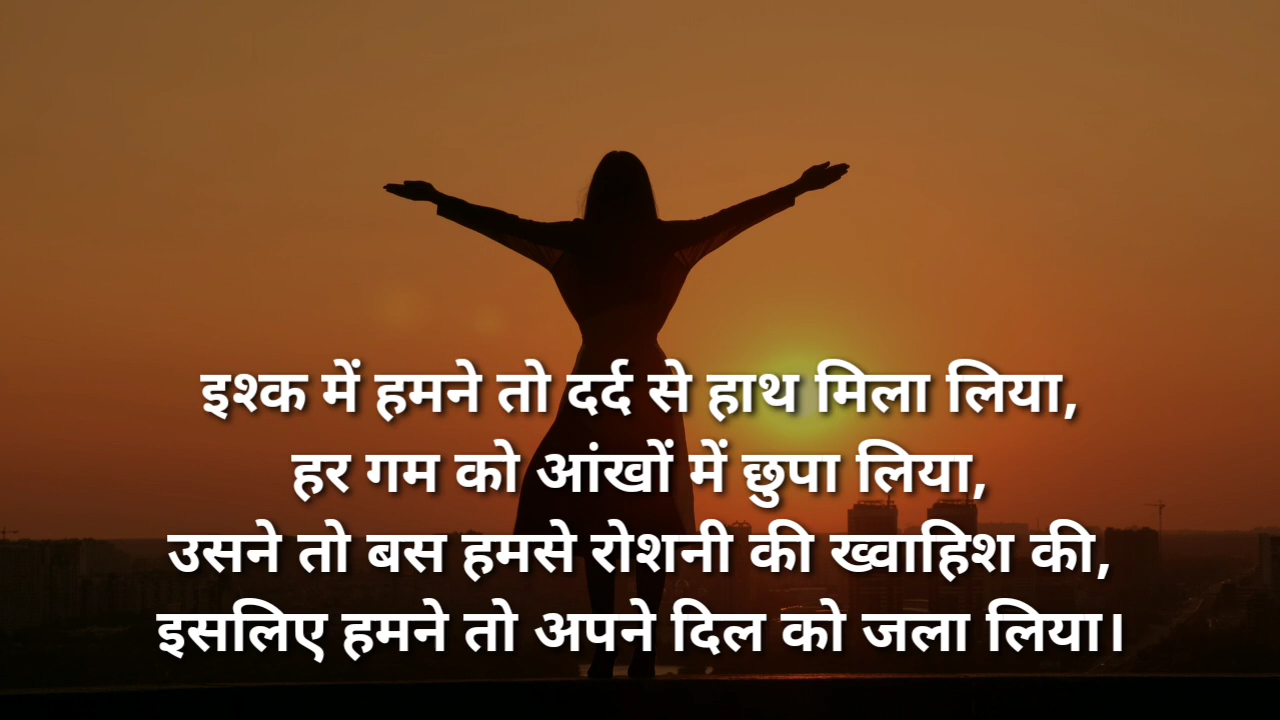 इश्क में हमने तो दर्द से हाथ मिला लिया,
हर गम को आंखों में छुपा लिया,
उसने तो बस हमसे रोशनी की ख्वाहिश की,
इसलिए हमने तो अपने दिल को जला लिया।